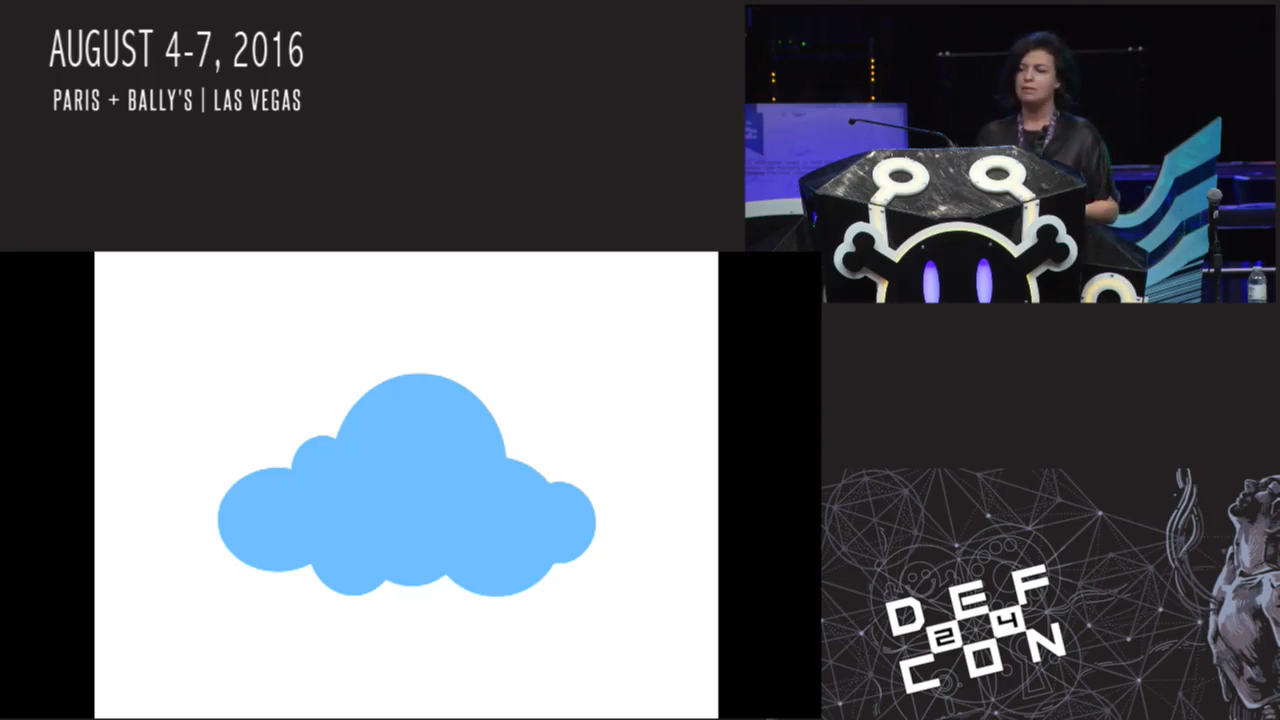 AUGUST 4-7, 2016
PARIS + BALLY'S | LAS VEGAS
DEF
24
CON